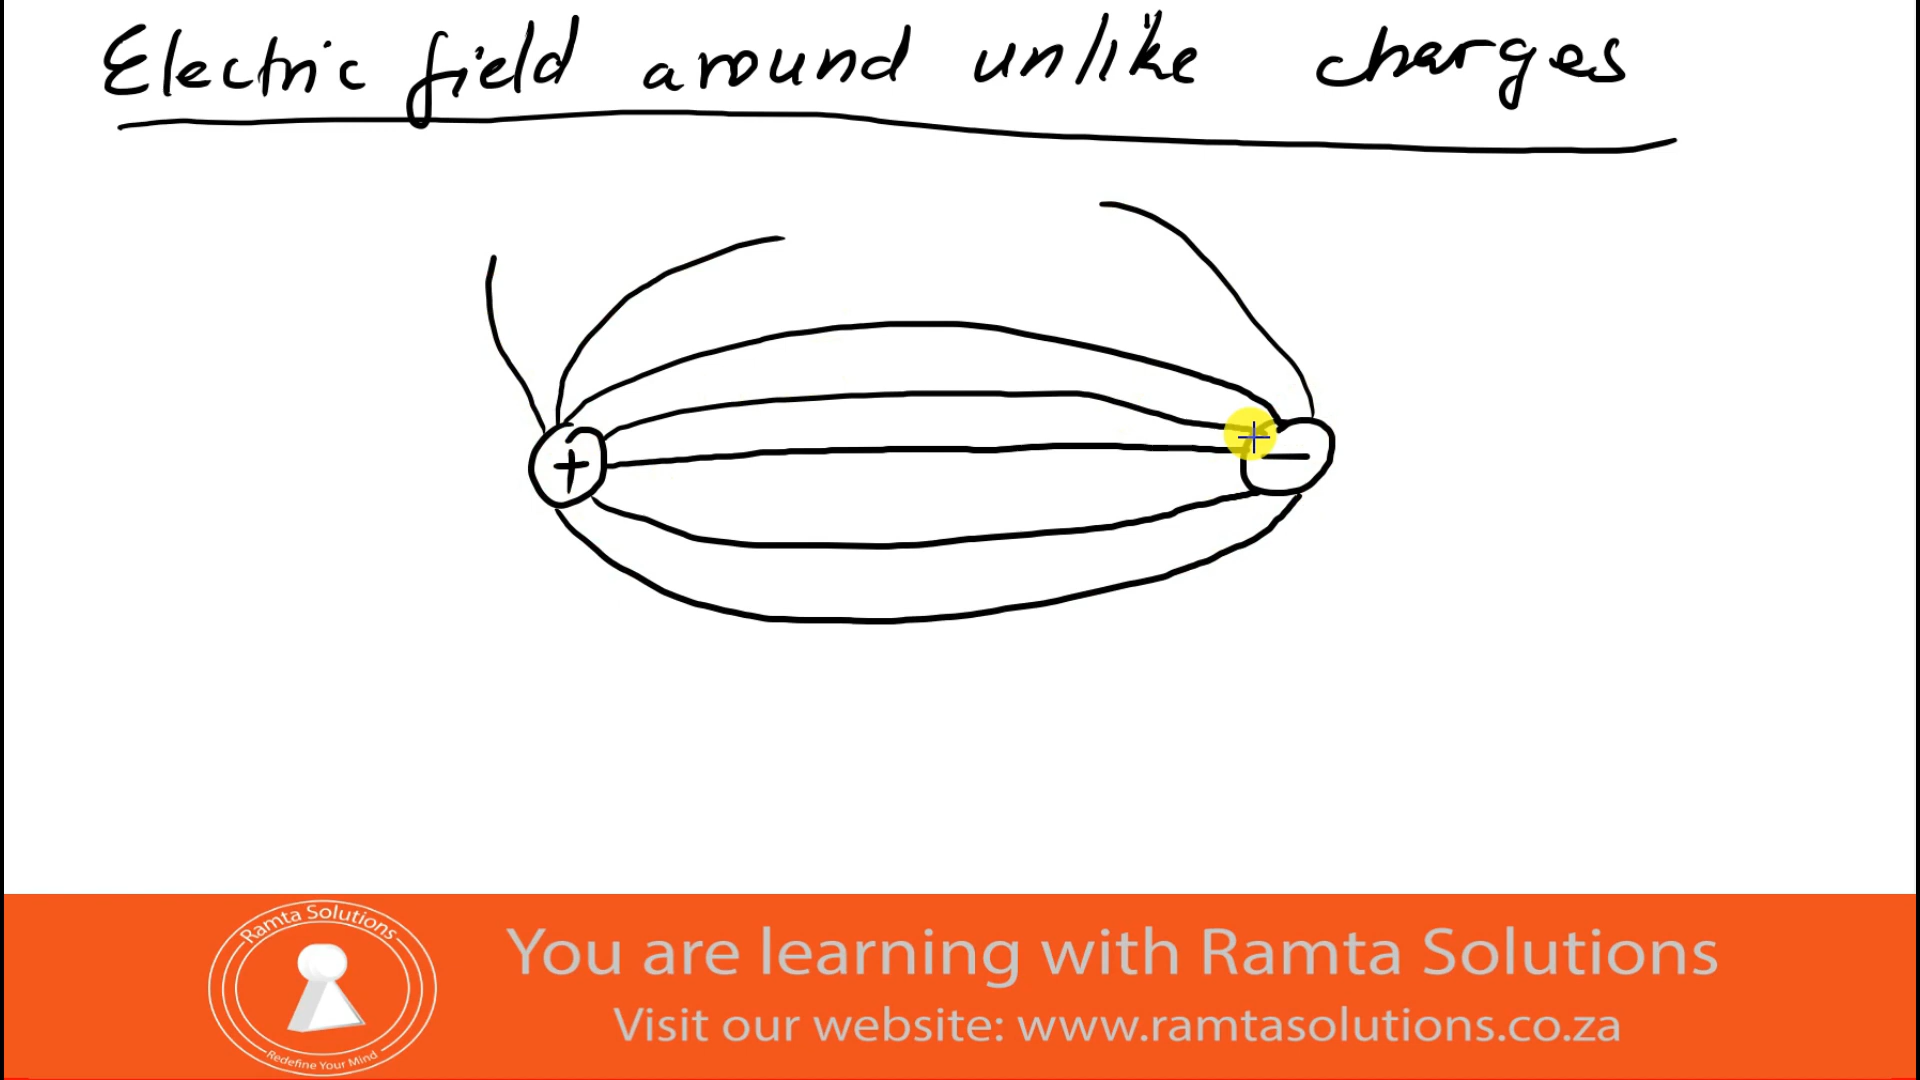 Electric field around unlike charges
+
−
Ramta Solutions
Redefine Your Mind
You are learning with Ramta Solutions
Visit our website: www.ramtasolutions.co.za